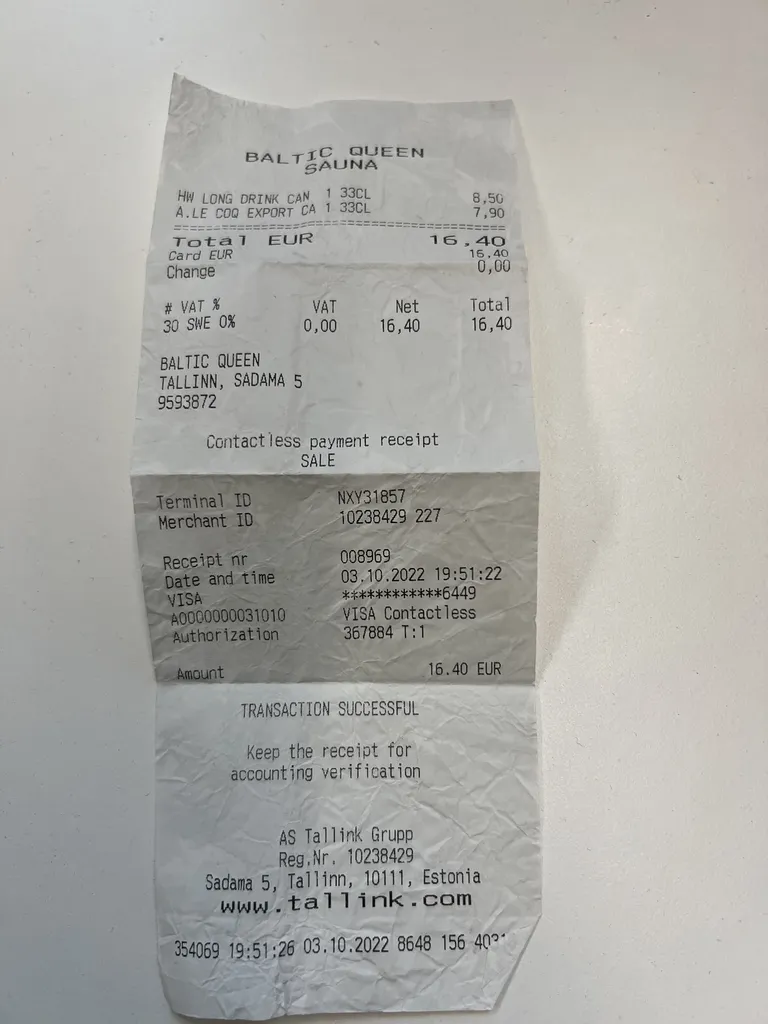 BALTIC QUEEN
SAUNA
HW LONG DRINK CAN 1 33CL 8,50
A.LE COQ EXPORT CA 1 33CL 7,90
==================================================
Total EUR 16,40
Card EUR 16.40
Change 0,00
# VAT % VAT Net Total
30 SWE 0% 0,00 16,40 16,40
BALTIC QUEEN
TALLINN, SADAMA 5
9593872
Contactless payment receipt
SALE
Terminal ID NXY31857
Merchant ID 10238429 227
Receipt nr 008969
Date and time 03.10.2022 19:51:22
VISA ************6449
A0000000031010 VISA Contactless
Authorization 367884 T:1
Amount 16.40 EUR
TRANSACTION SUCCESSFUL
Keep the receipt for
accounting verification
AS Tallink Grupp
Reg.Nr. 10238429
Sadama 5, Tallinn, 10111, Estonia
www.tallink.com
354069 19:51:26 03.10.2022 8648 156